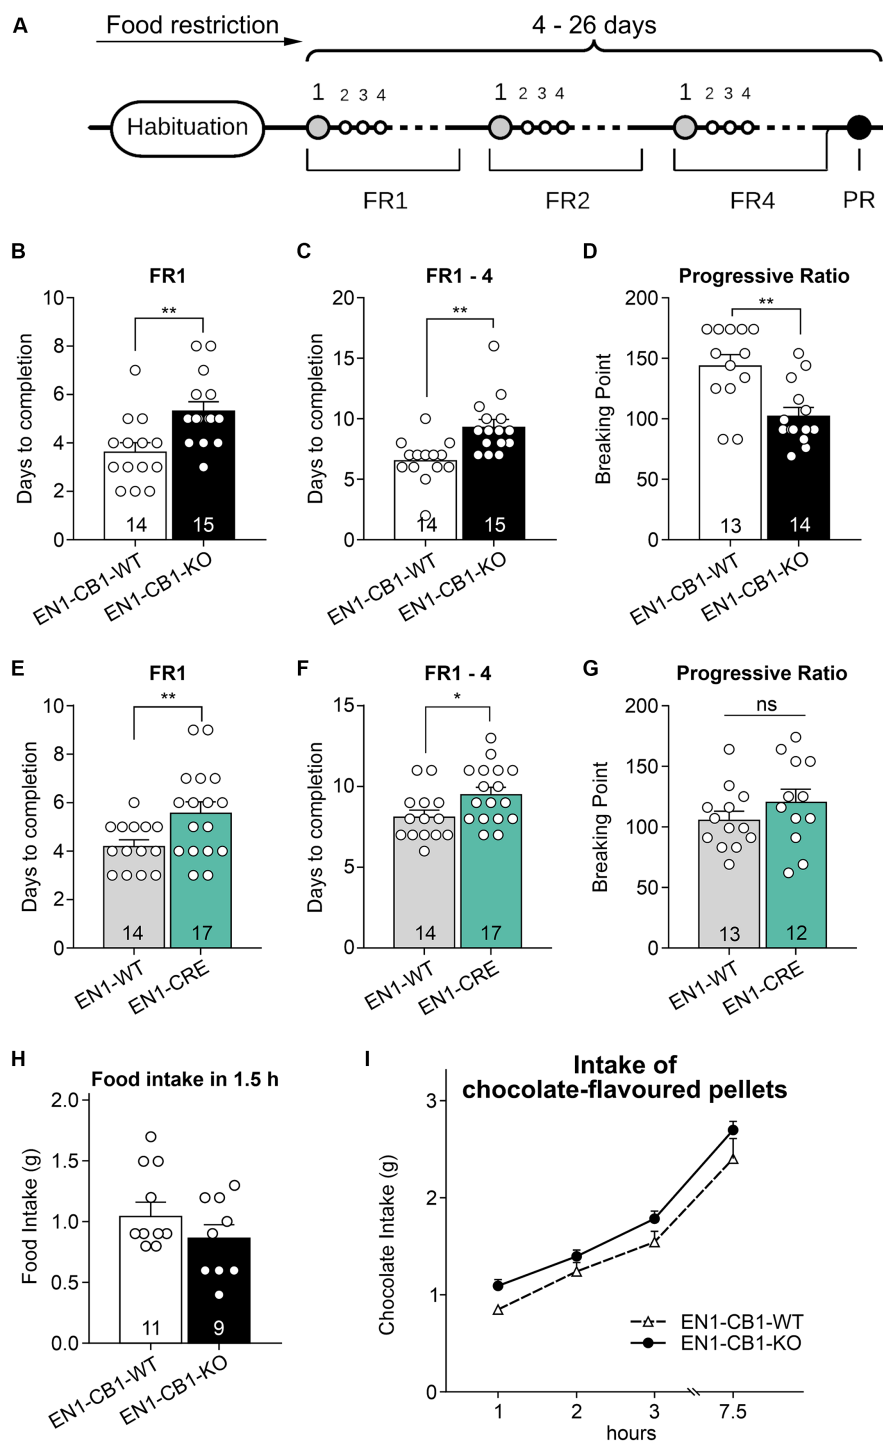 A
Food restriction
4 - 26 days
Habituation
1 2 3 4
1 2 3 4
1 2 3 4
FR1
FR2
FR4
PR
B
FR1
Days to completion
10
8
6
4
2
0
**
14
15
EN1-CB1-WT
EN1-CB1-KO
C
FR1 - 4
Days to completion
20
15
10
5
0
**
14
15
EN1-CB1-WT
EN1-CB1-KO
D
Progressive Ratio
Breaking Point
200
150
100
50
0
**
13
14
EN1-CB1-WT
EN1-CB1-KO
E
FR1
Days to completion
10
8
6
4
2
0
**
14
17
EN1-WT
EN1-CRE
F
FR1 - 4
Days to completion
15
10
5
0
*
14
17
EN1-WT
EN1-CRE
G
Progressive Ratio
Breaking Point
200
150
100
50
0
ns
13
12
EN1-WT
EN1-CRE
H
Food intake in 1.5 h
Food Intake (g)
2.0
1.5
1.0
0.5
0.0
11
9
EN1-CB1-WT
EN1-CB1-KO
I
Intake of
chocolate-flavoured pellets
Chocolate Intake (g)
3
2
1
0
EN1-CB1-WT
EN1-CB1-KO
1 2 3 7.5
hours